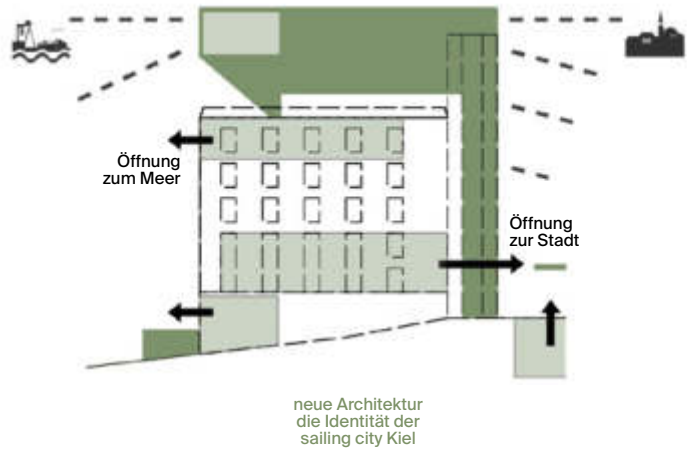 Öffnung
zum Meer
Öffnung
zur Stadt
neue Architektur
die Identität der
sailing city Kiel